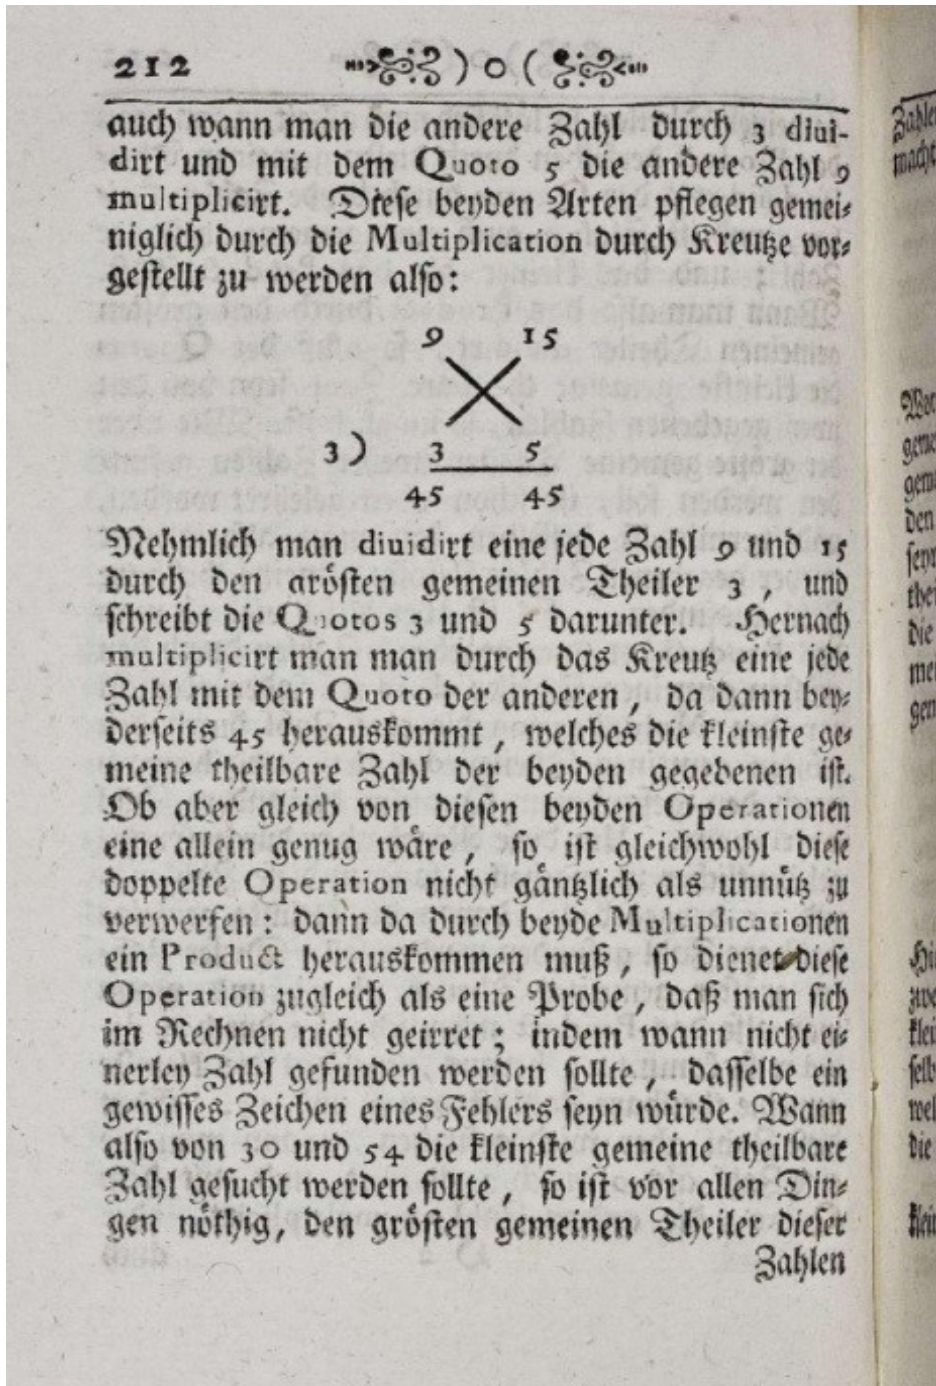 212 ) o (
auch wann man die andere Zahl durch 3 diui-
dirt und mit dem Quoto 5 die andere Zahl 9
multiplicirt. Diese beyden Arten pflegen gemei-
niglich durch die Multiplication durch Kreutze vor-
gestellt zu werden also:
9 15
3) 3 5
45 45
Nehmlich man diuidirt eine jede Zahl 9 und 15
durch den grösten gemeinen Theiler 3, und
schreibt die Quotos 3 und 5 darunter. Hernach
multiplicirt man man durch das Kreutz eine jede
Zahl mit dem Quoto der anderen, da dann bey-
derseits 45 herauskommt, welches die kleinste ge-
meine theilbare Zahl der beyden gegebenen ist.
Ob aber gleich von diesen beyden Operationen
eine allein genug wäre, so ist gleichwohl diese
doppelte Operation nicht gäntzlich als unnütz zu
verwerfen: dann da durch beyde Multiplicationen
ein Product herauskommen muß, so dienet diese
Operation zugleich als eine Probe, daß man sich
im Rechnen nicht geirret; indem wann nicht ei-
nerley Zahl gefunden werden sollte, dasselbe ein
gewisses Zeichen eines Fehlers seyn würde. Wann
also von 30 und 54 die kleinste gemeine theilbare
Zahl gesucht werden sollte, so ist vor allen Din-
gen nöthig, den grösten gemeinen Theiler dieser
Zahlen